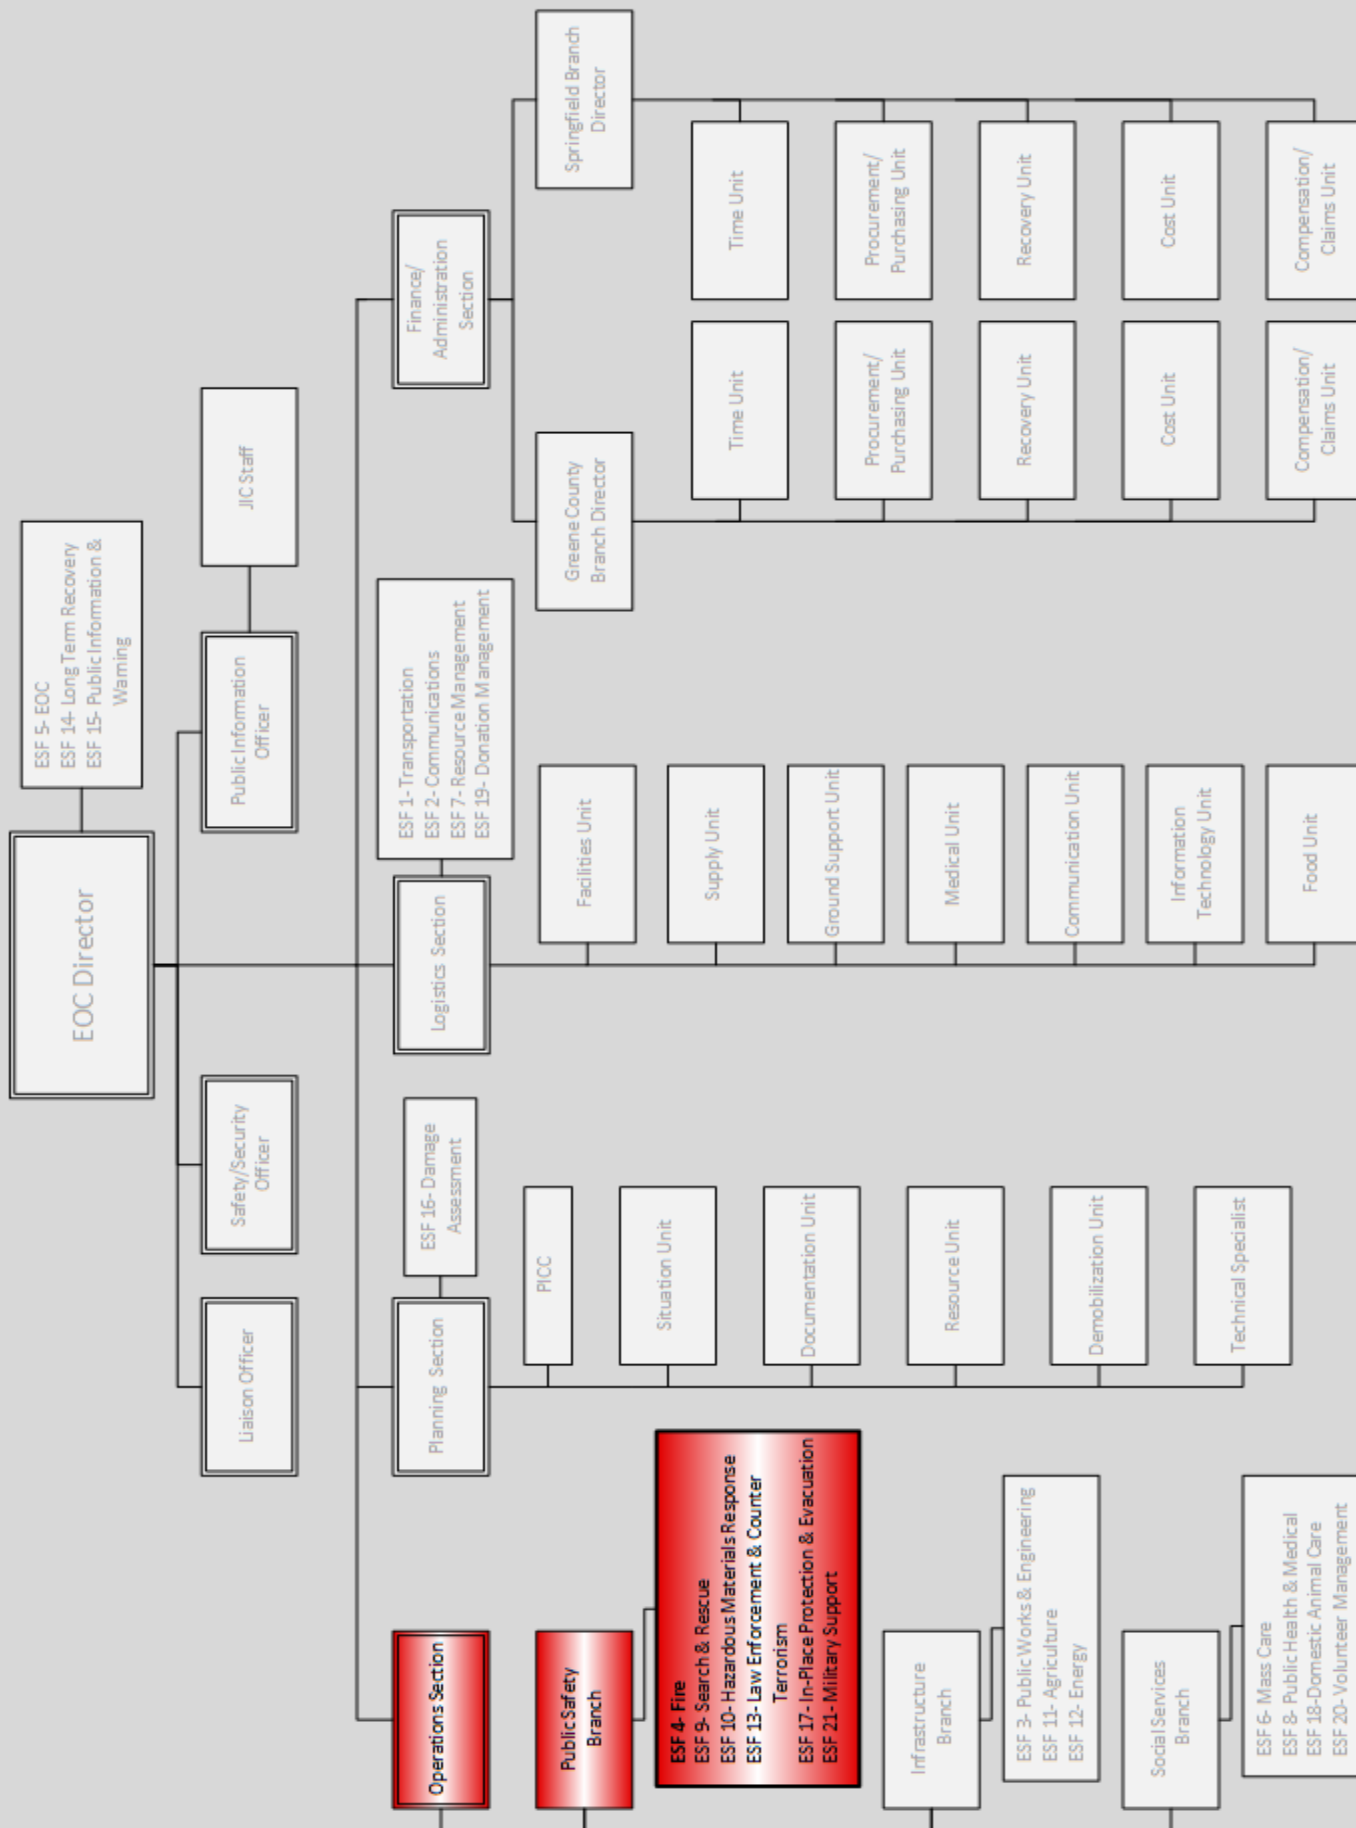 EOC Director
ESF 5- EOC
ESF 14- Long Term Recovery
ESF 15- Public Information &
Warning
Liaison Officer
Safety/Security
Officer
Public Information
Officer
JIC Staff
Operations Section
Planning Section
ESF 16- Damage
Assessment
Logistics Section
ESF 1- Transportation
ESF 2- Communications
ESF 7- Resource Management
ESF 19- Donation Management
Finance/
Administration
Section
Public Safety
Branch
ESF 4- Fire
ESF 9- Search & Rescue
ESF 10- Hazardous Materials Response
ESF 13- Law Enforcement & Counter
Terrorism
ESF 17- In-Place Protection & Evacuation
ESF 21- Military Support
Infrastructure
Branch
ESF 3- Public Works & Engineering
ESF 11- Agriculture
ESF 12- Energy
Social Services
Branch
ESF 6- Mass Care
ESF 8- Public Health & Medical
ESF 18-Domestic Animal Care
ESF 20- Volunteer Management
PICC
Situation Unit
Documentation Unit
Resource Unit
Demobilization Unit
Technical Specialist
Facilities Unit
Supply Unit
Ground Support Unit
Medical Unit
Communication Unit
Information
Technology Unit
Food Unit
Greene County
Branch Director
Time Unit
Procurement/
Purchasing Unit
Recovery Unit
Cost Unit
Compensation/
Claims Unit
Springfield Branch
Director
Time Unit
Procurement/
Purchasing Unit
Recovery Unit
Cost Unit
Compensation/
Claims Unit